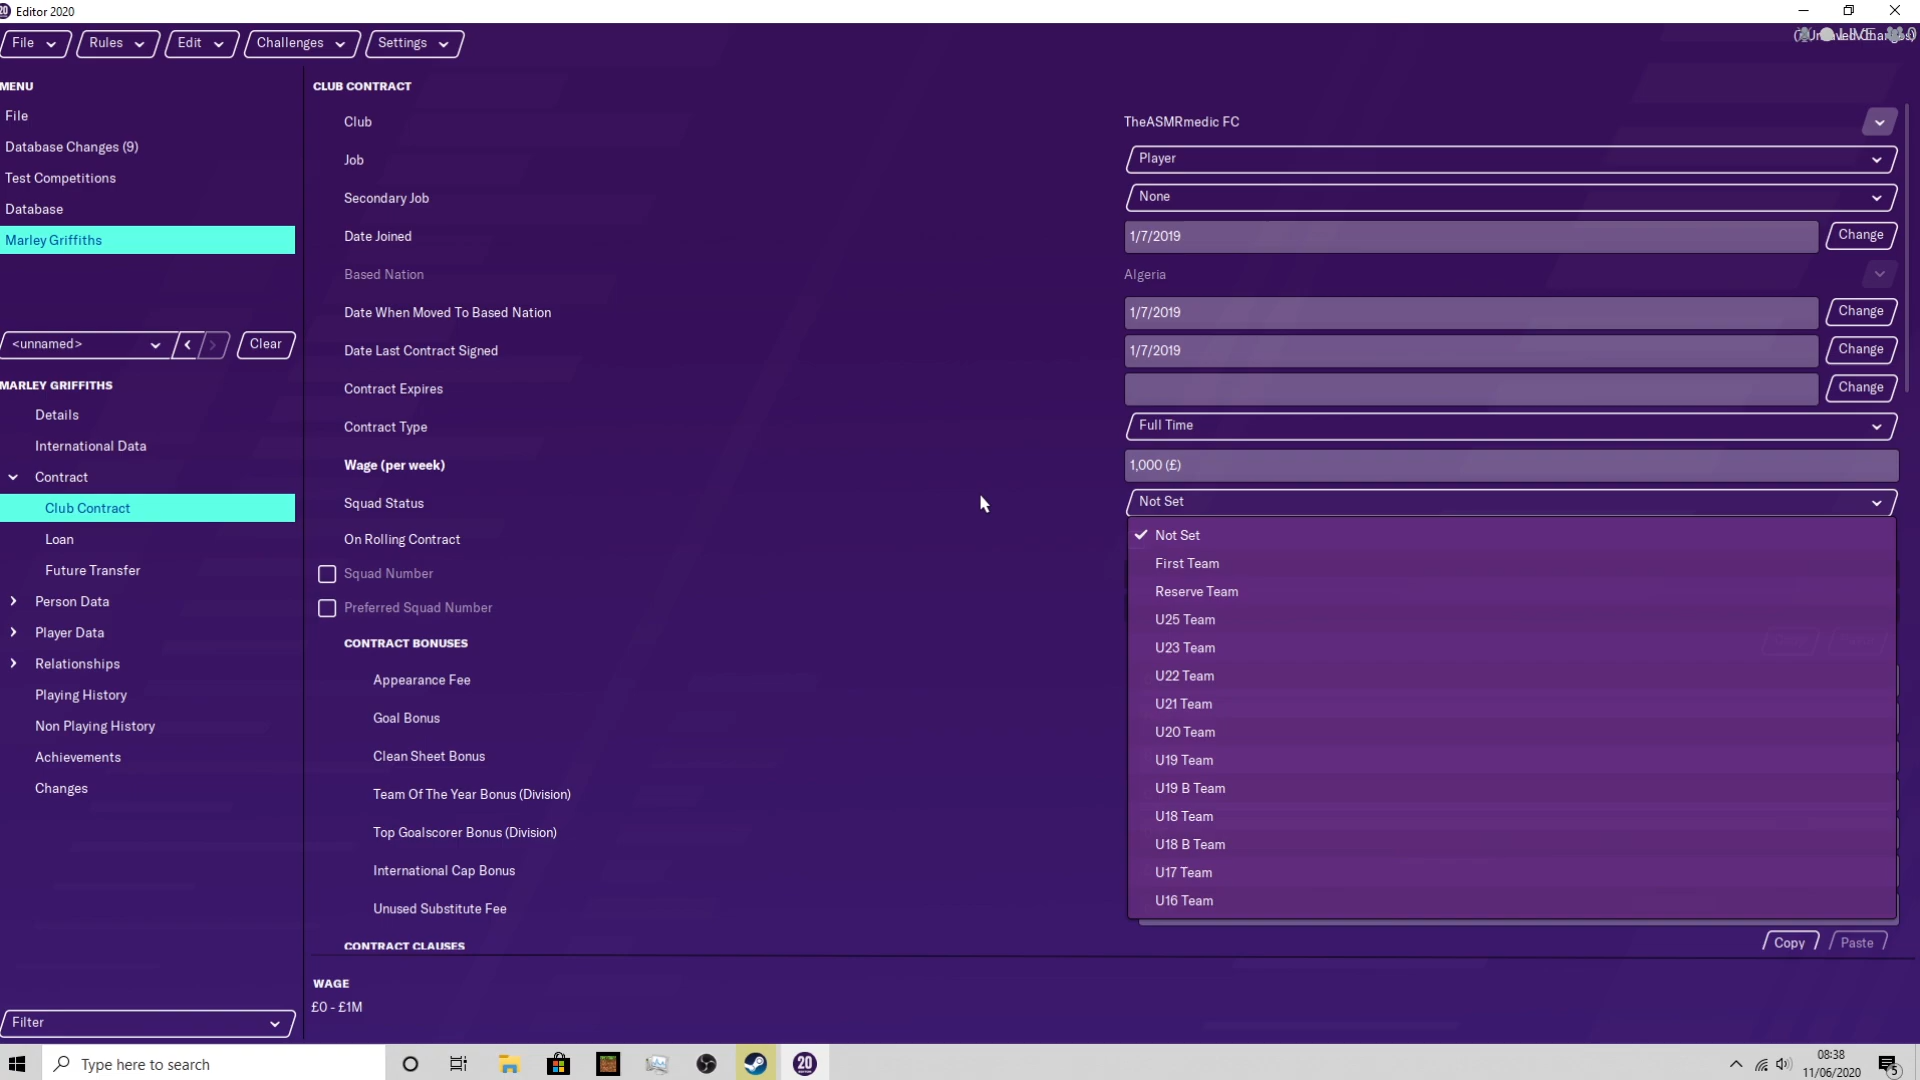 20 Editor 2020
File
Rules
Edit
Challenges
Settings
MENU
File
Database Changes (9)
Test Competitions
Database
Marley Griffiths
<unnamed>
Clear
MARLEY GRIFFITHS
Details
International Data
Contract
Club Contract
Loan
Future Transfer
Person Data
Player Data
Relationships
Playing History
Non Playing History
Achievements
Changes
Filter
CLUB CONTRACT
Club TheASMRmedic FC
Job Player
Secondary Job None
Date Joined 1/7/2019 Change
Based Nation Algeria
Date When Moved To Based Nation 1/7/2019 Change
Date Last Contract Signed 1/7/2019 Change
Contract Expires Change
Contract Type Full Time
Wage (per week) 1,000 (£)
Squad Status Not Set
On Rolling Contract
Squad Number
Preferred Squad Number
CONTRACT BONUSES
Appearance Fee
Goal Bonus
Clean Sheet Bonus
Team Of The Year Bonus (Division)
Top Goalscorer Bonus (Division)
International Cap Bonus
Unused Substitute Fee
CONTRACT CLAUSES
Not Set
First Team
Reserve Team
U25 Team
U23 Team
U22 Team
U21 Team
U20 Team
U19 Team
U19 B Team
U18 Team
U18 B Team
U17 Team
U16 Team
Copy Paste
WAGE
£0 - £1M
Type here to search
20
08:38
11/06/2020
5